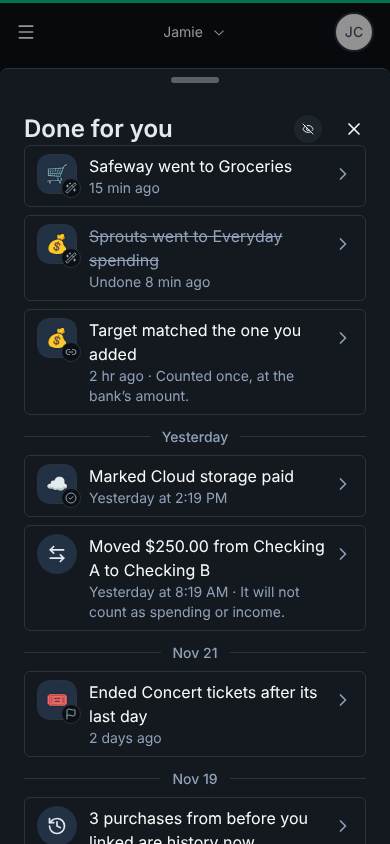 Jamie
JC
Done for you
Safeway went to Groceries
15 min ago
Sprouts went to Everyday
spending
Undone 8 min ago
Target matched the one you
added
2 hr ago · Counted once, at the
bank’s amount.
Yesterday
Marked Cloud storage paid
Yesterday at 2:19 PM
Moved $250.00 from Checking
A to Checking B
Yesterday at 8:19 AM · It will not
count as spending or income.
Nov 21
Ended Concert tickets after its
last day
2 days ago
Nov 19
3 purchases from before you
linked are history now